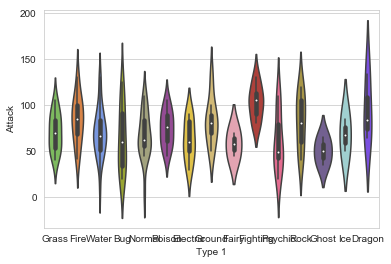 200
150
100
50
0
Attack
Grass Fire Water Bug Normal Poison Electric Ground Fairy Fighting Psychic Rock Ghost Ice Dragon
Type 1